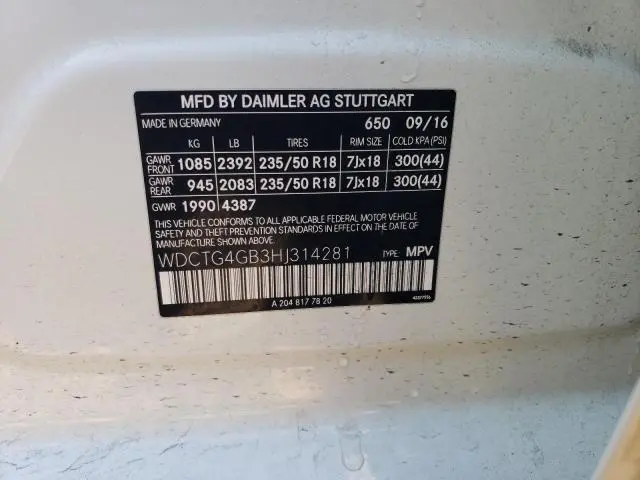 MFD BY DAIMLER AG STUTTGART
MADE IN GERMANY 650 09/16
KG LB TIRES RIM SIZE COLD KPA (PSI)
GAWR FRONT 1085 2392 235/50 R18 7Jx18 300(44)
GAWR REAR 945 2083 235/50 R18 7Jx18 300(44)
GVWR 1990 4387
THIS VEHICLE CONFORMS TO ALL APPLICABLE FEDERAL MOTOR VEHICLE
SAFETY AND THEFT PREVENTION STANDARDS IN EFFECT ON THE DATE
OF MANUFACTURE SHOWN ABOVE.
WDCTG4GB3HJ314281 TYPE: MPV
A 204 817 78 20